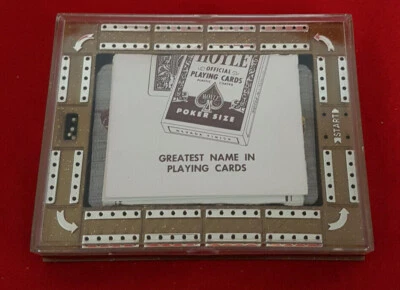 HOYLE
OFFICIAL
PLAYING CARDS
POKER SIZE
START
GREATEST NAME IN
PLAYING CARDS